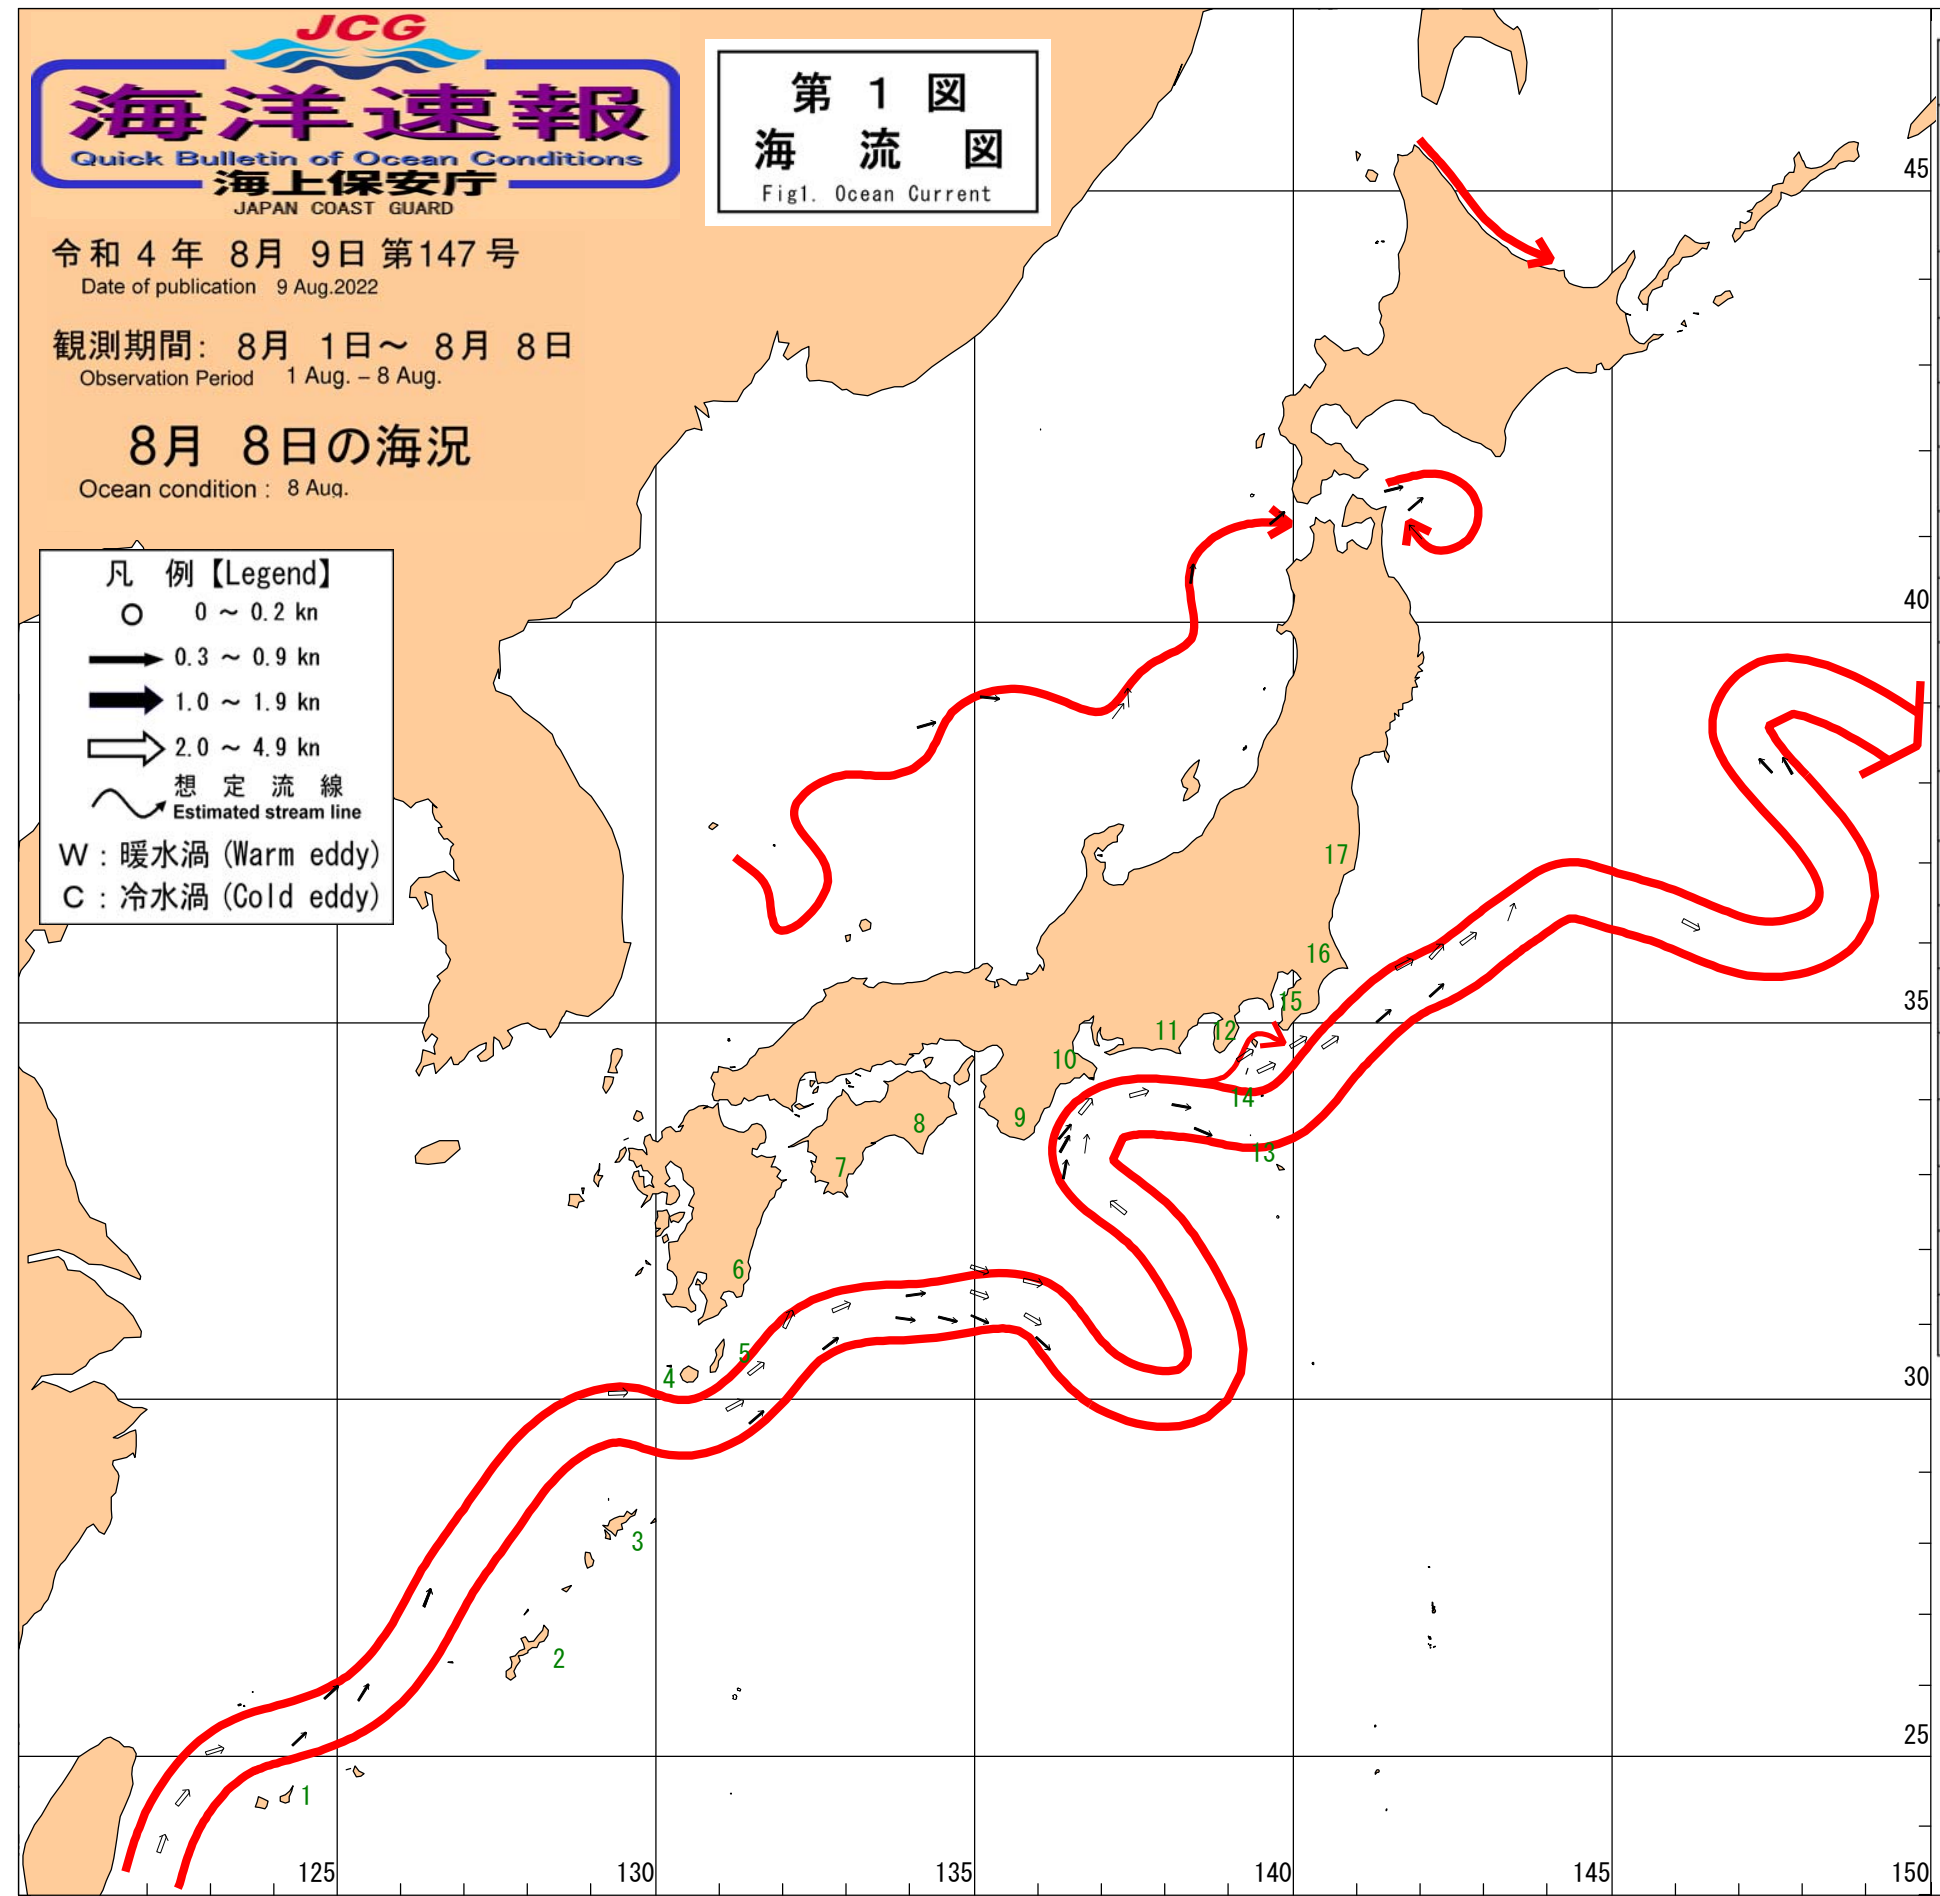 JCG
海洋速報
Quick Bulletin of Ocean Conditions
海上保安庁
JAPAN COAST GUARD
第 1 図
海 流 図
Fig1. Ocean Current
令和 4 年 8月 9日 第147 号
Date of publication 9 Aug.2022
観測期間: 8月 1日～ 8月 8日
Observation Period 1 Aug. – 8 Aug.
8月 8日の海況
Ocean condition : 8 Aug.
凡 例【Legend】
0 ～ 0.2 kn
0.3 ～ 0.9 kn
1.0 ～ 1.9 kn
2.0 ～ 4.9 kn
想 定 流 線
Estimated stream line
W : 暖水渦 (Warm eddy)
C : 冷水渦 (Cold eddy)
45
40
35
30
25
125
130
135
140
145
150
17
16
15
12
11
10
14
13
9
8
7
6
5
4
3
2
1